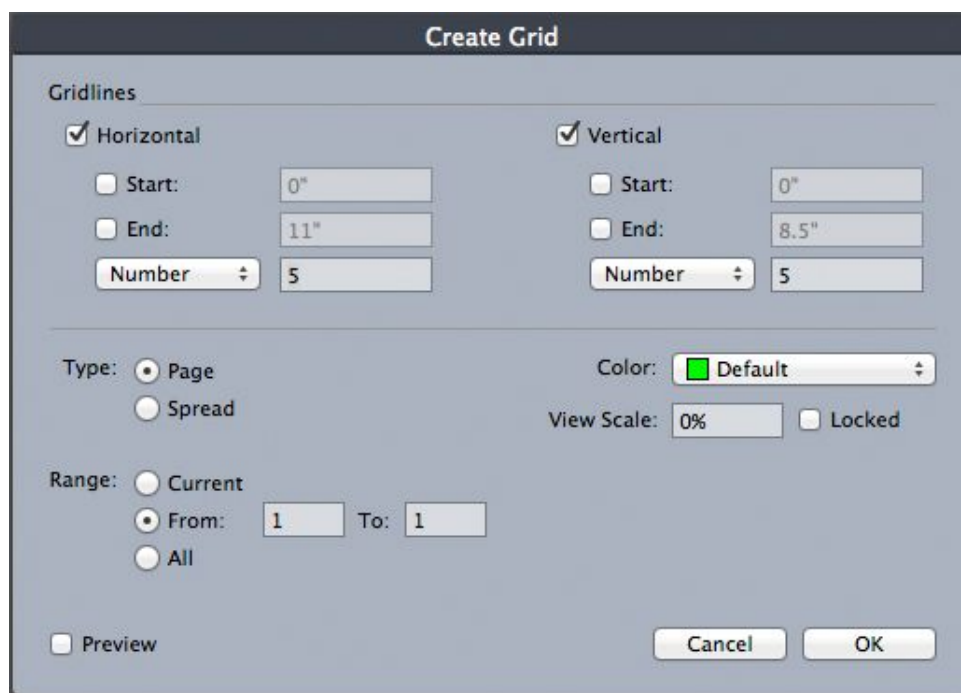 Create Grid
Gridlines
Horizontal Vertical
Start: 0" Start: 0"
End: 11" End: 8.5"
Number 5 Number 5
Type: Page Color: Default
Spread View Scale: 0% Locked
Range: Current
From: 1 To: 1
All
Preview Cancel OK